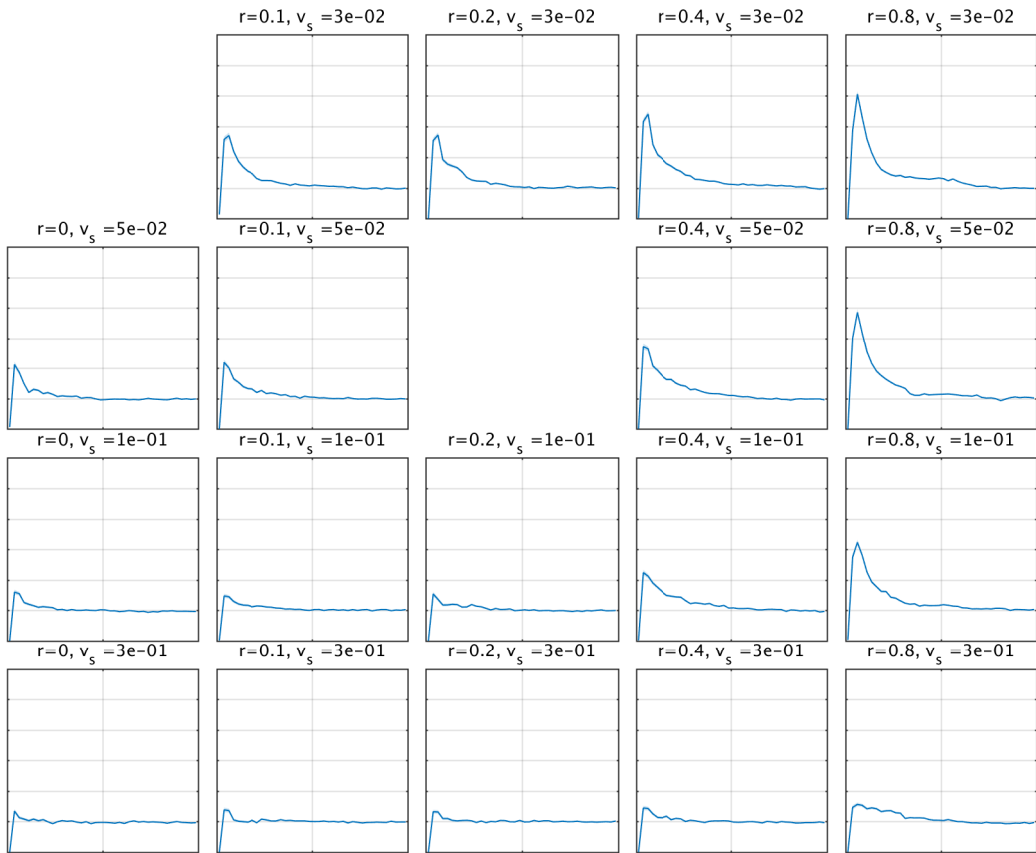 r=0.1, v_s =3e-02
r=0.2, v_s =3e-02
r=0.4, v_s =3e-02
r=0.8, v_s =3e-02
r=0, v_s =5e-02
r=0.1, v_s =5e-02
r=0.4, v_s =5e-02
r=0.8, v_s =5e-02
r=0, v_s =1e-01
r=0.1, v_s =1e-01
r=0.2, v_s =1e-01
r=0.4, v_s =1e-01
r=0.8, v_s =1e-01
r=0, v_s =3e-01
r=0.1, v_s =3e-01
r=0.2, v_s =3e-01
r=0.4, v_s =3e-01
r=0.8, v_s =3e-01